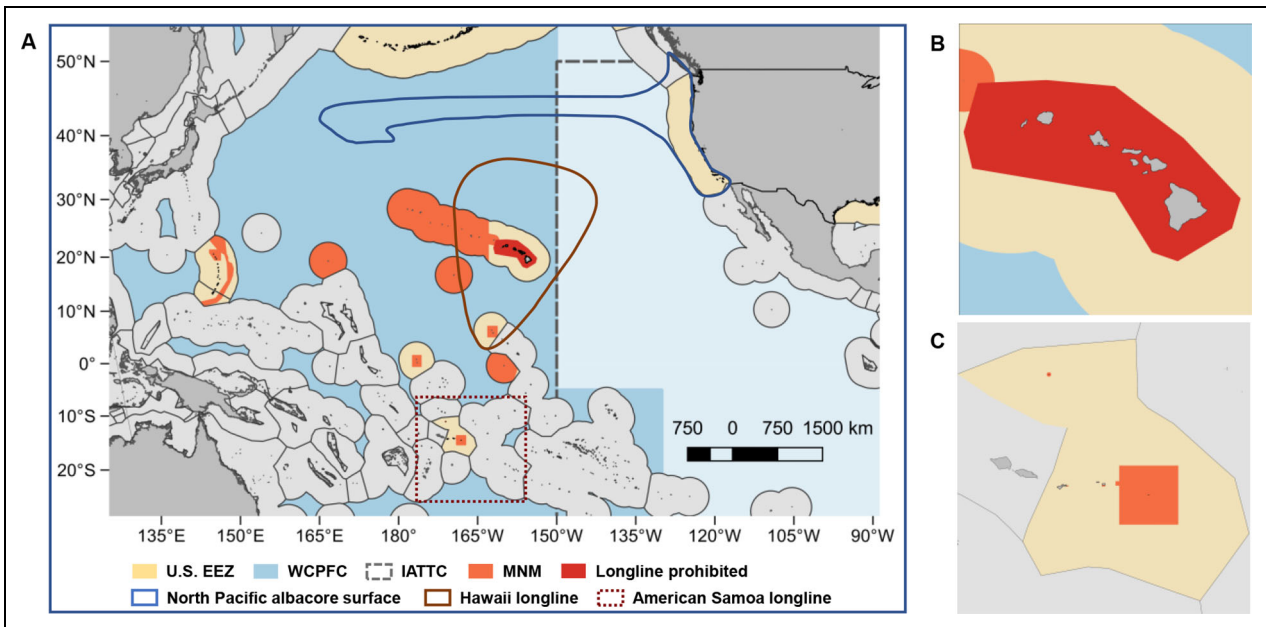 A
50°N
40°N
30°N
20°N
10°N
0°
10°S
20°S
750 0 750 1500 km
135°E 150°E 165°E 180°E 165°W 150°W 135°W 120°W 105°W 90°W
U.S. EEZ WCPFC IATTC MNM Longline prohibited
North Pacific albacore surface Hawaii longline American Samoa longline
B
C